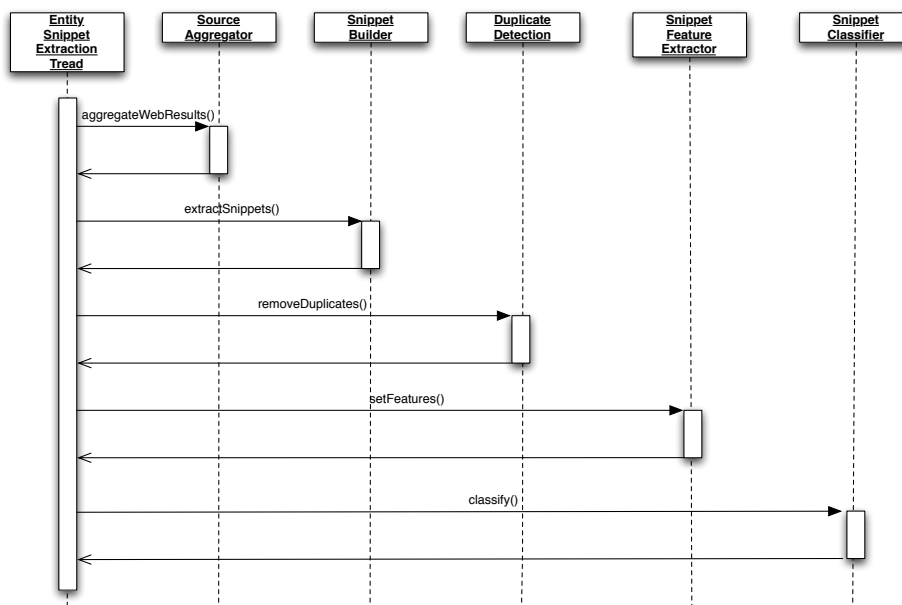 Entity
Snippet
Extraction
Tread
Source
Aggregator
Snippet
Builder
Duplicate
Detection
Snippet
Feature
Extractor
Snippet
Classifier
aggregateWebResults()
extractSnippets()
removeDuplicates()
setFeatures()
classify()